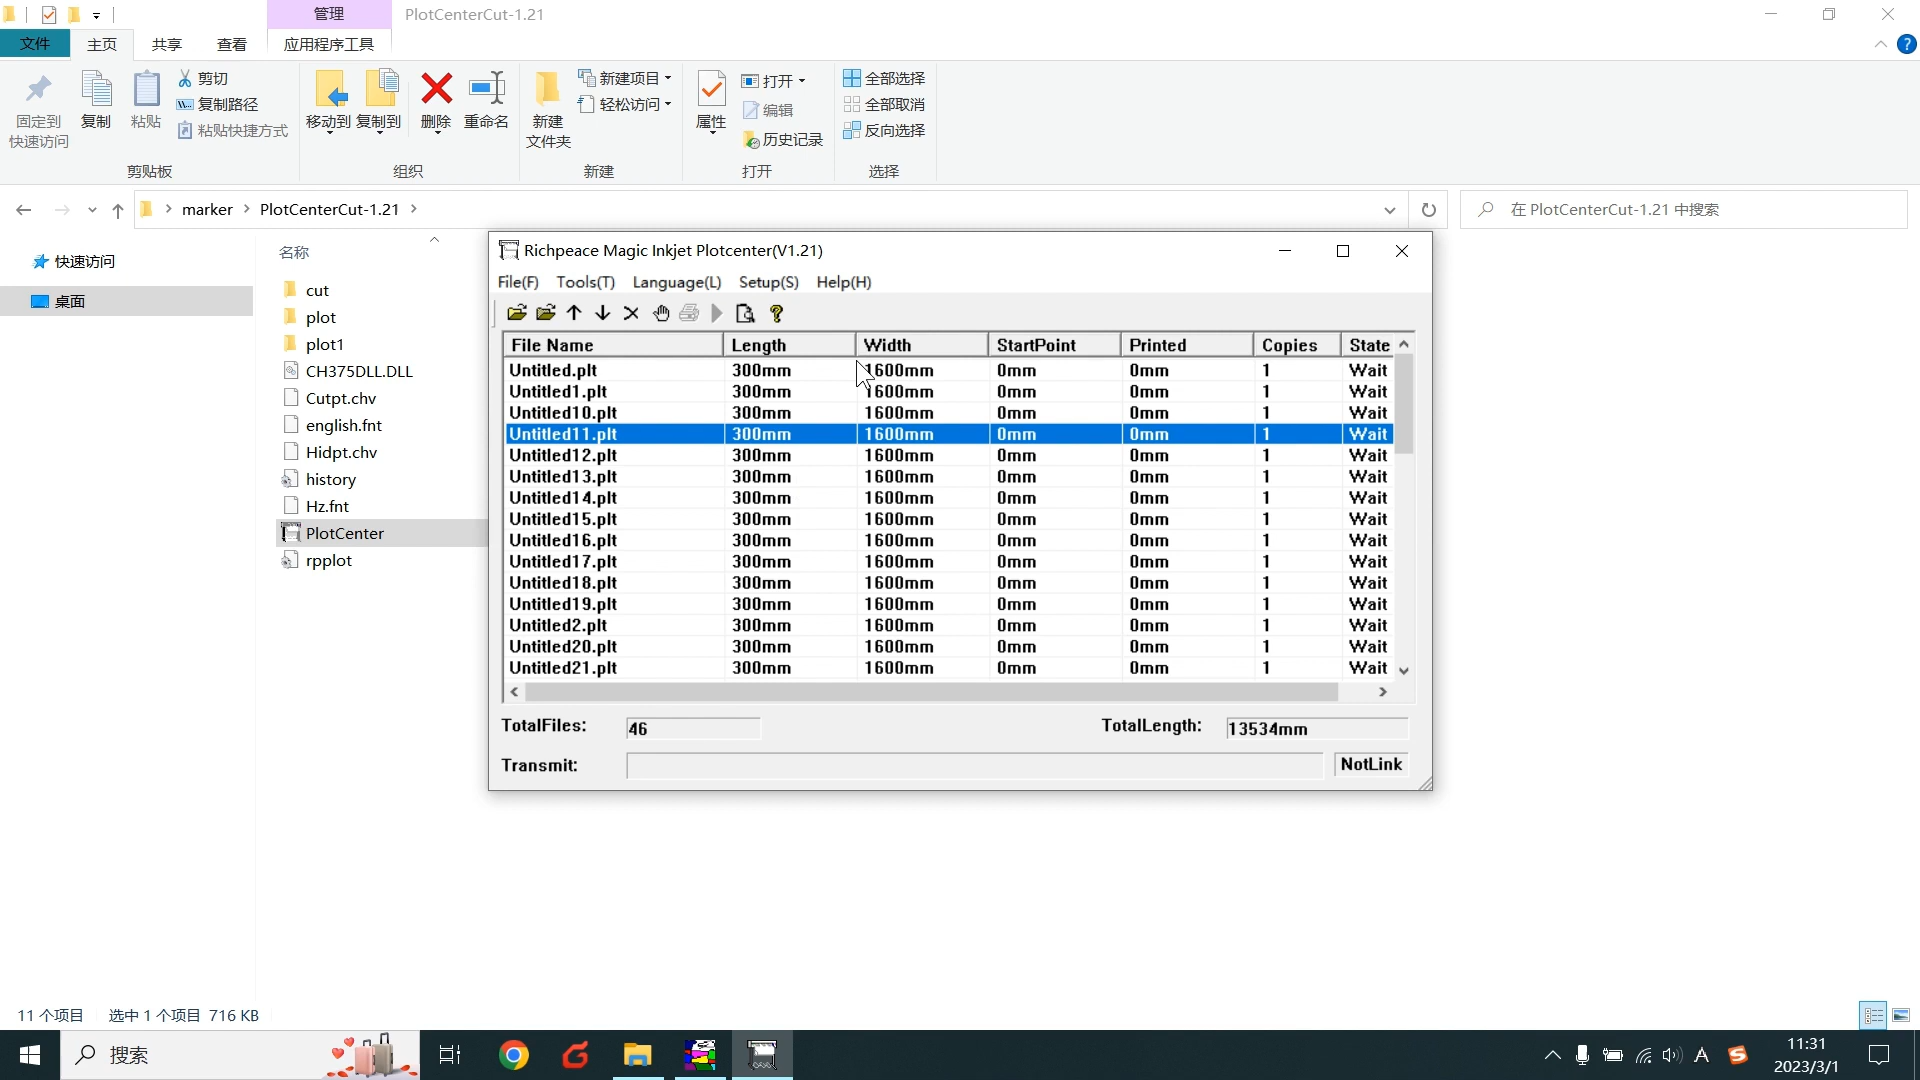 管理
PlotCenterCut-1.21
文件
主页
共享
查看
应用程序工具
固定到
快速访问
复制
粘贴
剪切
复制路径
粘贴快捷方式
剪贴板
移动到
复制到
删除
重命名
组织
新建
文件夹
新建项目
轻松访问
新建
属性
打开
编辑
历史记录
打开
全部选择
全部取消
反向选择
选择
marker
PlotCenterCut-1.21
在 PlotCenterCut-1.21 中搜索
快速访问
桌面
名称
cut
plot
plot1
CH375DLL.DLL
Cutpt.chv
english.fnt
Hidpt.chv
history
Hz.fnt
PlotCenter
rpplot
Richpeace Magic Inkjet Plotcenter(V1.21)
File(F) Tools(T) Language(L) Setup(S) Help(H)
File Name Length Width StartPoint Printed Copies State
Untitled.plt 300mm 1600mm 0mm 0mm 1 Wait
Untitled1.plt 300mm 1600mm 0mm 0mm 1 Wait
Untitled10.plt 300mm 1600mm 0mm 0mm 1 Wait
Untitled11.plt 300mm 1600mm 0mm 0mm 1 Wait
Untitled12.plt 300mm 1600mm 0mm 0mm 1 Wait
Untitled13.plt 300mm 1600mm 0mm 0mm 1 Wait
Untitled14.plt 300mm 1600mm 0mm 0mm 1 Wait
Untitled15.plt 300mm 1600mm 0mm 0mm 1 Wait
Untitled16.plt 300mm 1600mm 0mm 0mm 1 Wait
Untitled17.plt 300mm 1600mm 0mm 0mm 1 Wait
Untitled18.plt 300mm 1600mm 0mm 0mm 1 Wait
Untitled19.plt 300mm 1600mm 0mm 0mm 1 Wait
Untitled2.plt 300mm 1600mm 0mm 0mm 1 Wait
Untitled20.plt 300mm 1600mm 0mm 0mm 1 Wait
Untitled21.plt 300mm 1600mm 0mm 0mm 1 Wait
TotalFiles: 46 TotalLength: 13534mm
Transmit: NotLink
11 个项目 选中 1 个项目 716 KB
搜索
A
11:31
2023/3/1